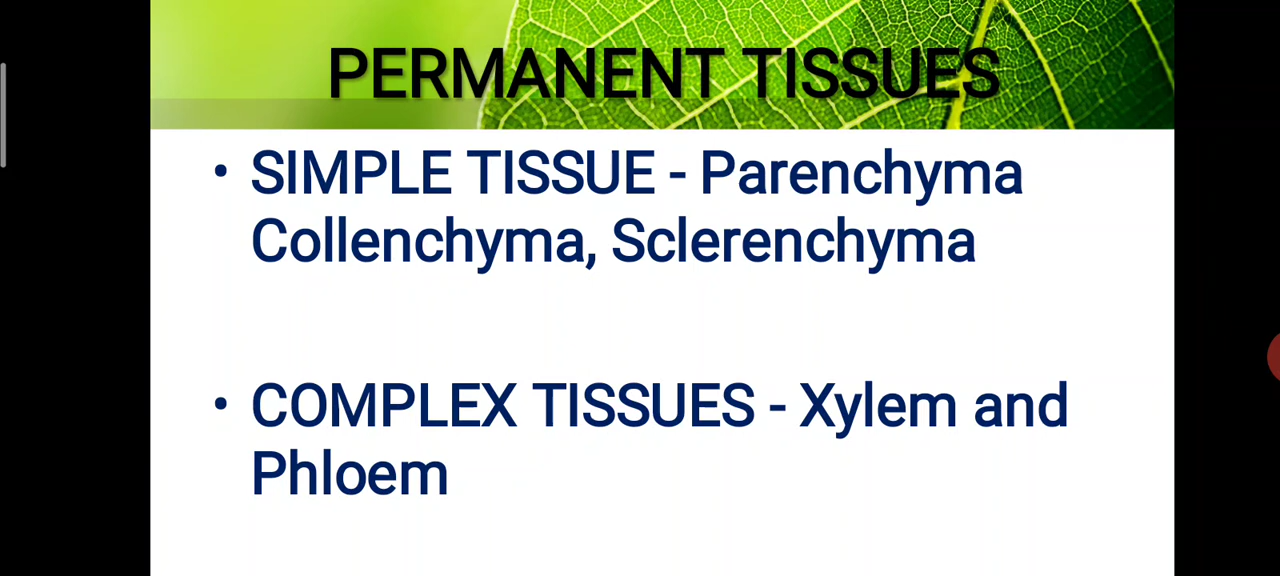 PERMANENT TISSUES
• SIMPLE TISSUE - Parenchyma
Collenchyma, Sclerenchyma
• COMPLEX TISSUES - Xylem and
Phloem